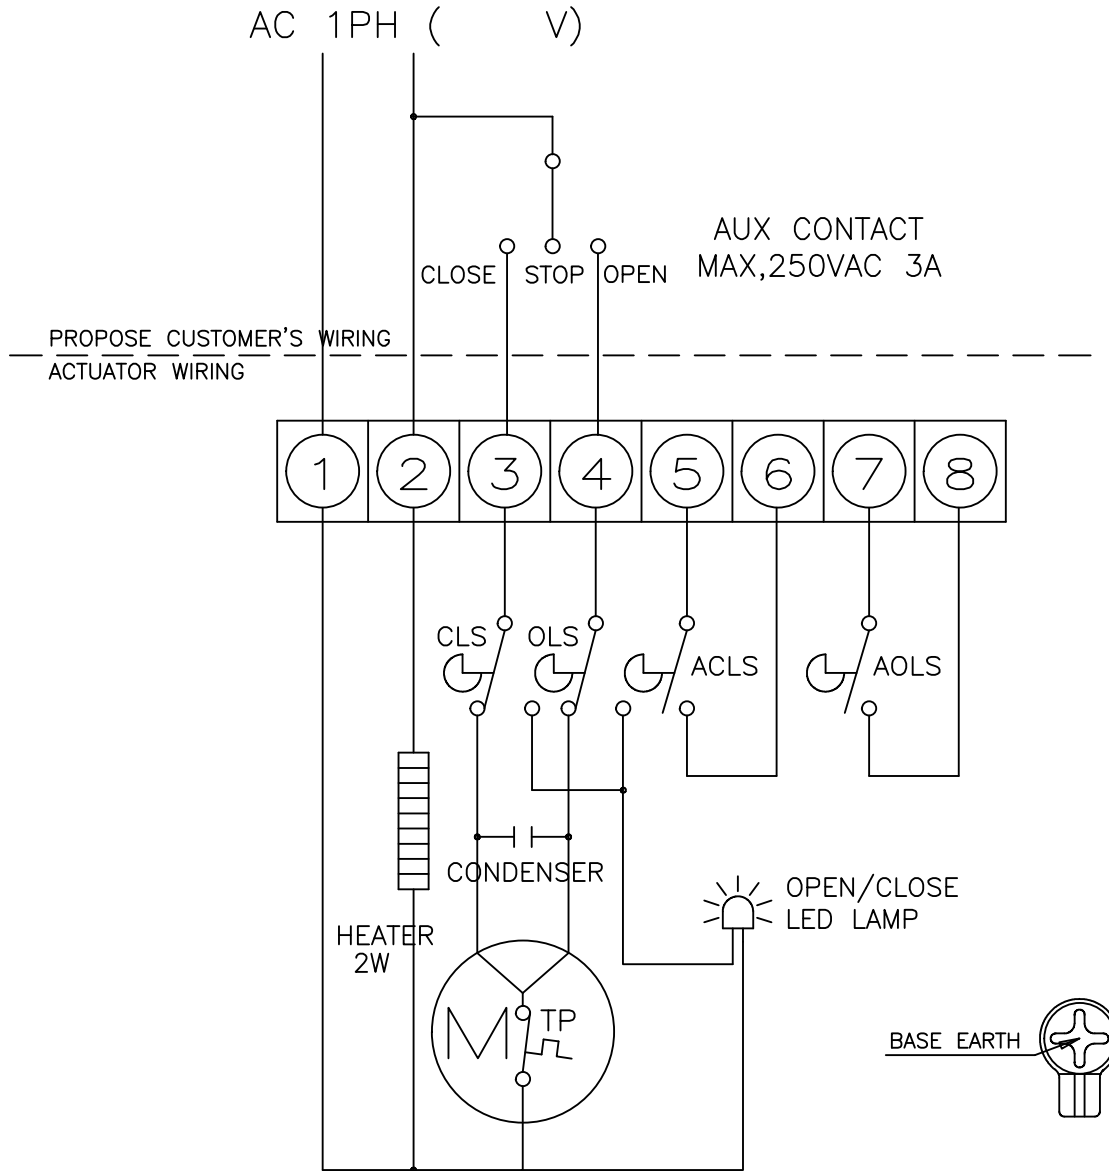 AC 1PH ( V)
AUX CONTACT
MAX,250VAC 3A
CLOSE STOP OPEN
PROPOSE CUSTOMER'S WIRING
ACTUATOR WIRING
1 2 3 4 5 6 7 8
CLS OLS ACLS AOLS
CONDENSER
OPEN/CLOSE
LED LAMP
HEATER
2W
M TP
BASE EARTH